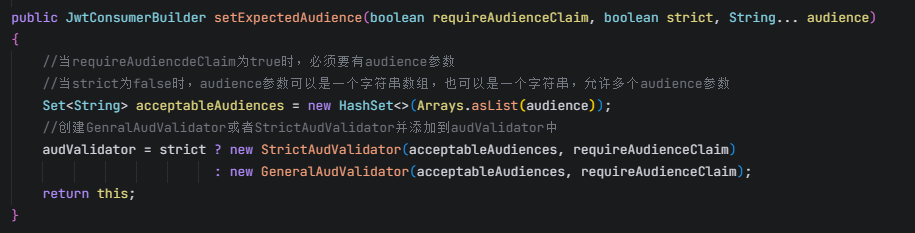 public JwtConsumerBuilder setExpectedAudience(boolean requireAudienceClaim, boolean strict, String... audience)
{
//当requireAudiencdeClaim为true时，必须要有audience参数
//当strict为false时，audience参数可以是一个字符串数组，也可以是一个字符串，允许多个audience参数
Set<String> acceptableAudiences = new HashSet<>(Arrays.asList(audience));
//创建GenralAudValidator或者StrictAudValidator并添加到audValidator中
audValidator = strict ? new StrictAudValidator(acceptableAudiences, requireAudienceClaim)
: new GeneralAudValidator(acceptableAudiences, requireAudienceClaim);
return this;
}